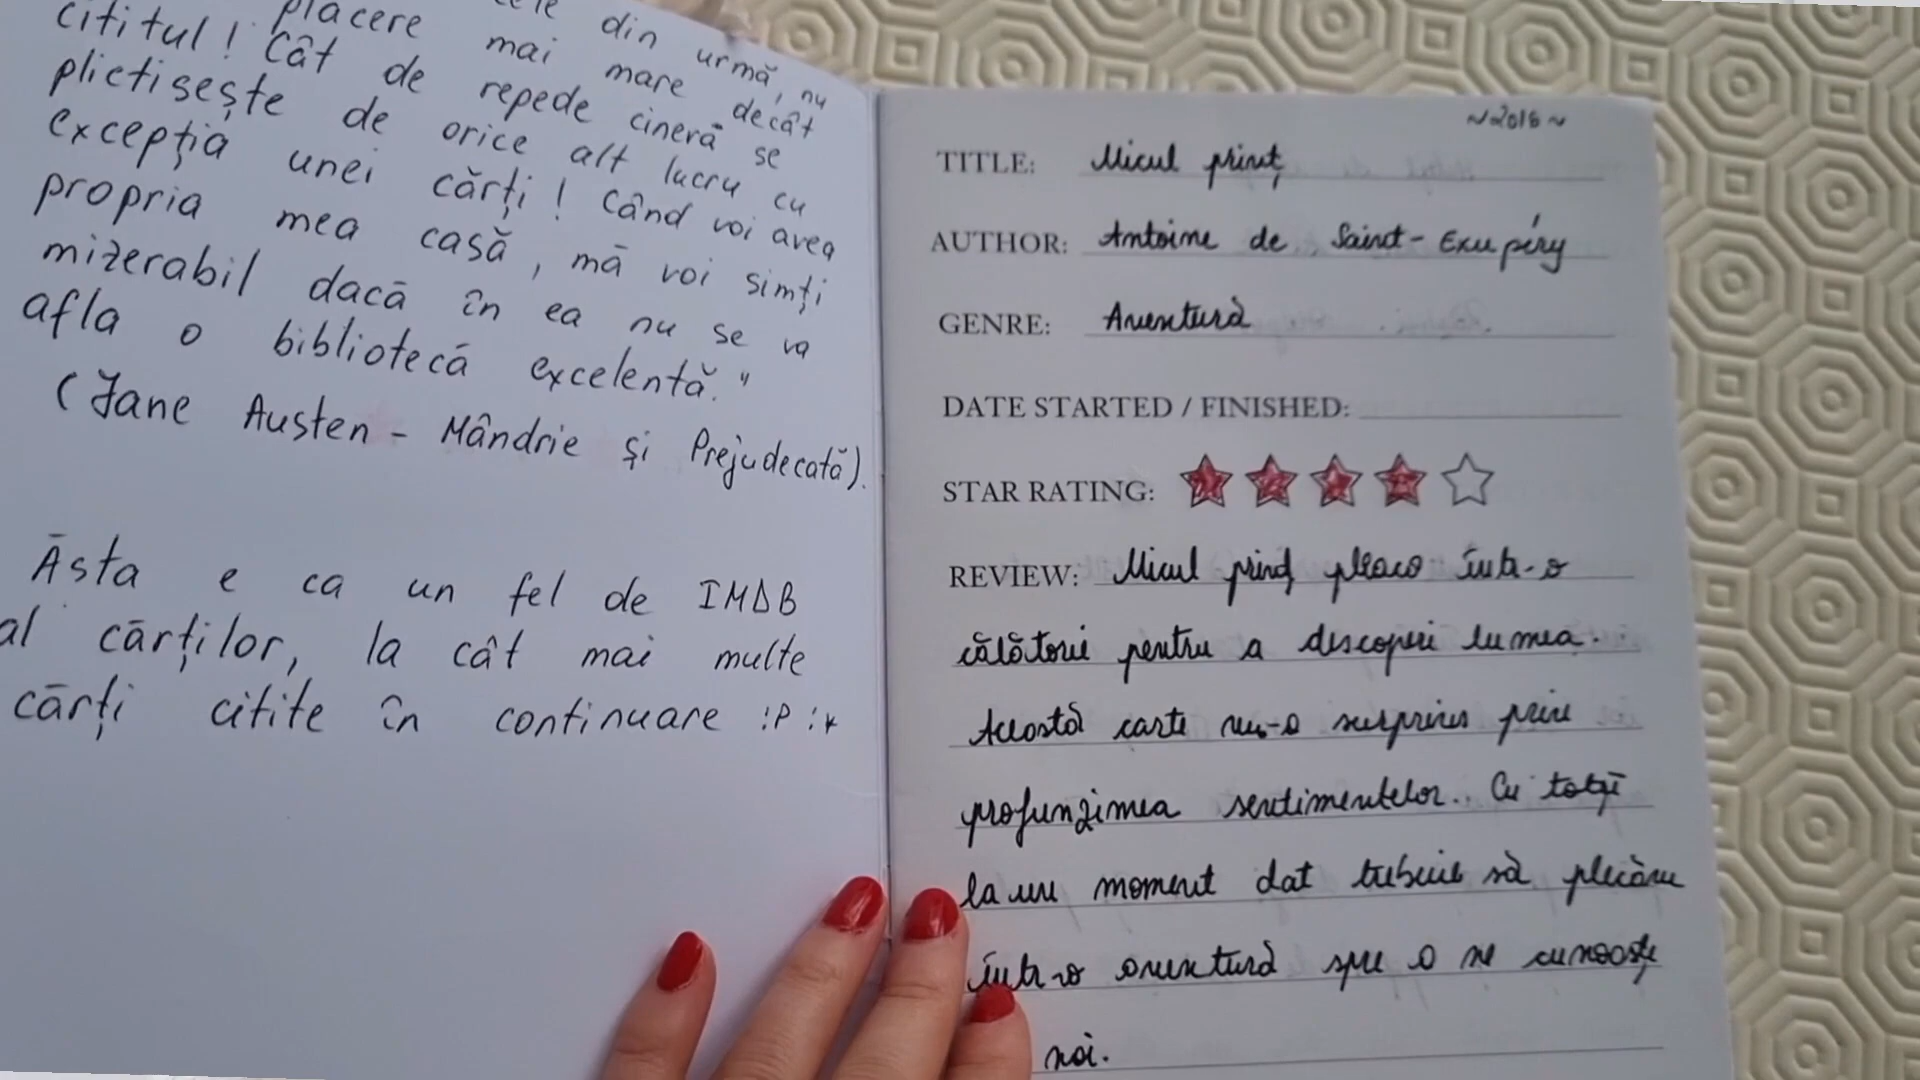 plăcere cele din urmă, nu
cititul! Cât mai mare decât
plictisește de repede cineră se
excepția de orice alt lucru cu
propria unei cărți! Când voi avea
mizerabil mea casă, mă voi simți
afla dacă în ea nu se va
o bibliotecă excelentă."
(Jane Austen - Mândrie și Prejudecată).
Ăsta e ca un fel de IMDB
al cărților, la cât mai multe
cărți citite în continuare :P :*
~2016~
TITLE: Micul prinț
AUTHOR: Antoine de Saint-Exupéry
GENRE: Aventură
DATE STARTED / FINISHED:
STAR RATING:
REVIEW: Micul prinț pleacă într-o
călătorie pentru a descoperi lumea.
Această carte m-a surprins prin
profunzimea sentimentelor. Cu toții
la un moment dat trebuie să plecăm
într-o aventură spre a ne cunoaște
noi.